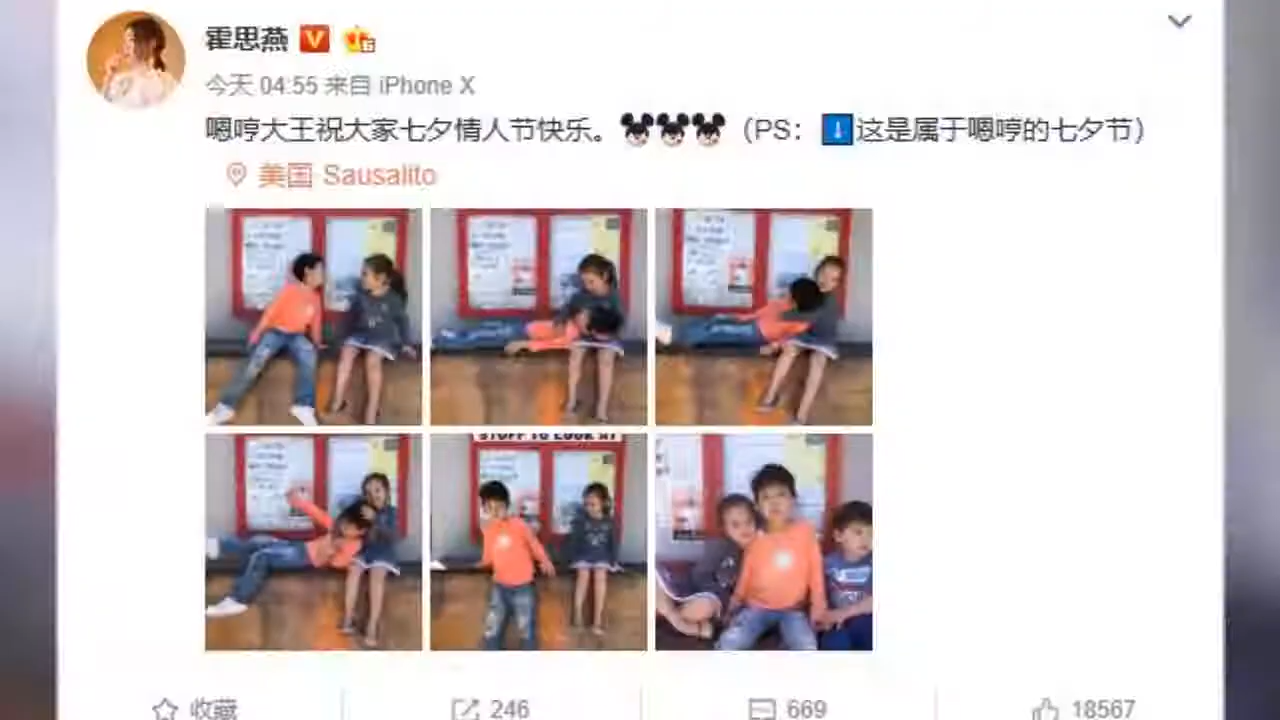 霍思燕
今天 04:55 来自 iPhone X
嗯哼大王祝大家七夕情人节快乐。(PS：⬇这是属于嗯哼的七夕节)
美国 Sausalito
STUFF TO LOOK AT
收藏 246 669 18567